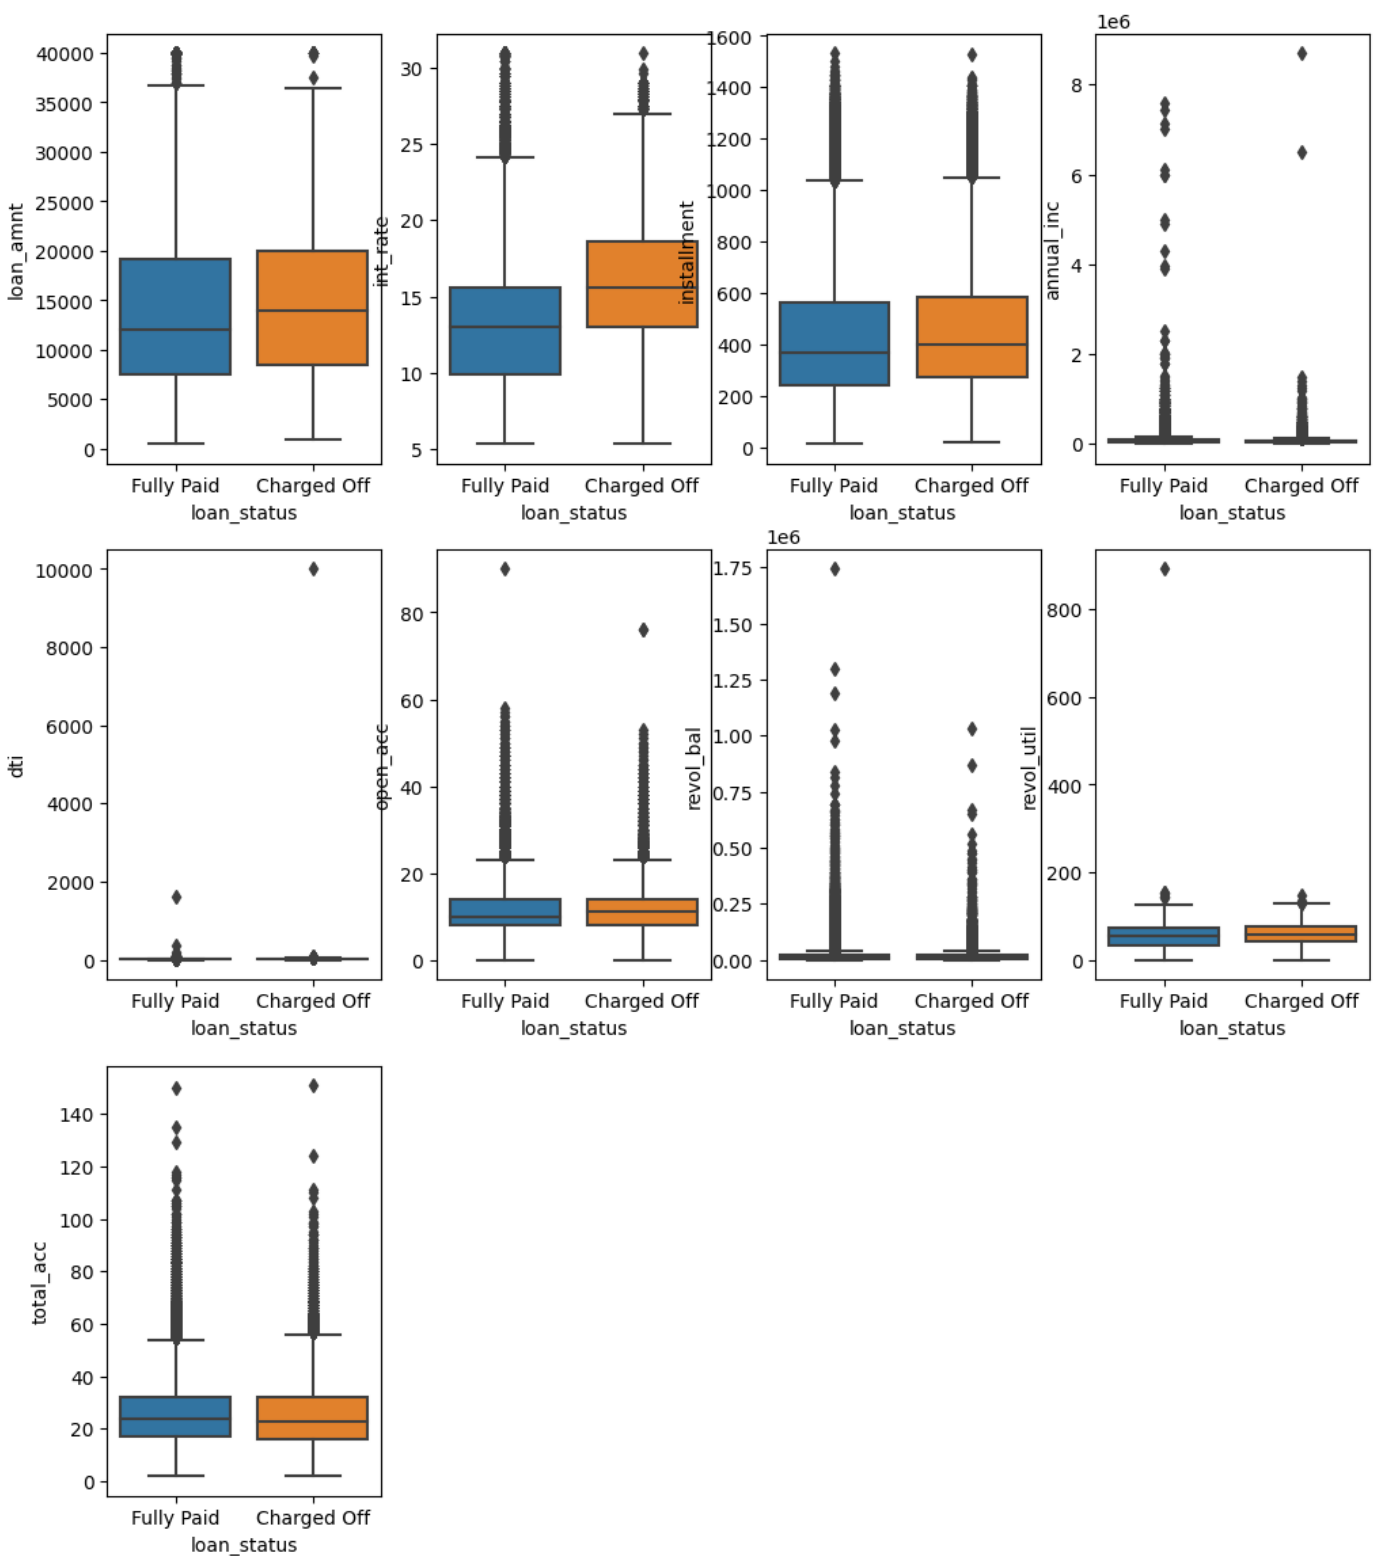 1e6
40000
35000
30000
25000
20000
15000
10000
5000
0
loan_amnt
Fully Paid Charged Off
loan_status
30
25
20
15
10
5
int_rate
Fully Paid Charged Off
loan_status
1600
1400
1200
1000
800
600
400
200
0
installment
Fully Paid Charged Off
loan_status
8
6
4
2
0
annual_inc
Fully Paid Charged Off
loan_status
10000
8000
6000
4000
2000
0
dti
Fully Paid Charged Off
loan_status
80
60
40
20
0
open_acc
Fully Paid Charged Off
loan_status
1e6
1.75
1.50
1.25
1.00
0.75
0.50
0.25
0.00
revol_bal
Fully Paid Charged Off
loan_status
800
600
400
200
0
revol_util
Fully Paid Charged Off
loan_status
140
120
100
80
60
40
20
0
total_acc
Fully Paid Charged Off
loan_status